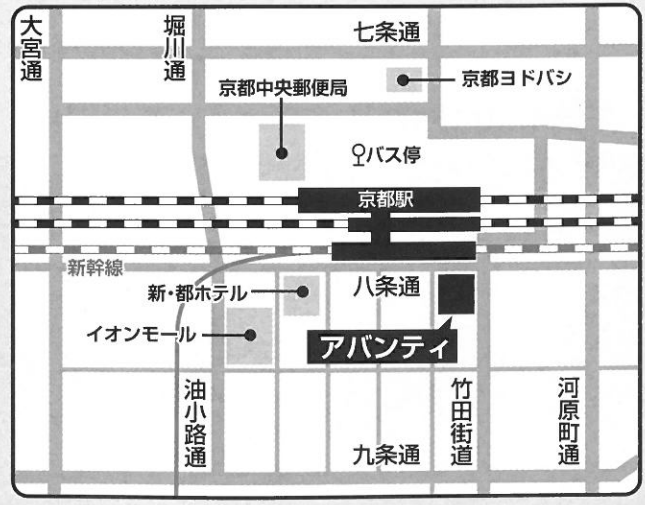 大宮通
堀川通
七条通
京都中央郵便局
京都ヨドバシ
バス停
京都駅
新幹線
新・都ホテル
八条通
イオンモール
アバンティ
油小路通
竹田街道
河原町通
九条通